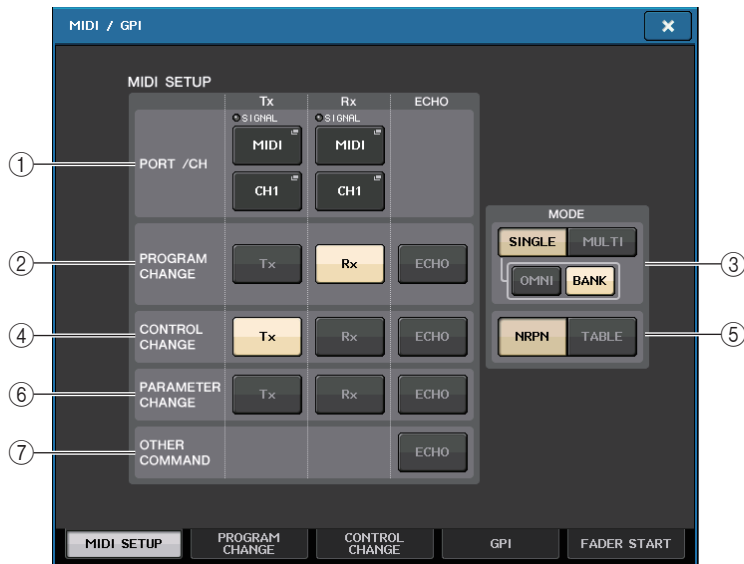 MIDI / GPI
MIDI SETUP
Tx Rx ECHO
SIGNAL SIGNAL
① PORT /CH MIDI MIDI
CH1 CH1
MODE
SINGLE MULTI
② PROGRAM CHANGE Tx Rx ECHO
OMNI BANK ③
④ CONTROL CHANGE Tx Rx ECHO
NRPN TABLE ⑤
⑥ PARAMETER CHANGE Tx Rx ECHO
⑦ OTHER COMMAND ECHO
MIDI SETUP PROGRAM CHANGE CONTROL CHANGE GPI FADER START